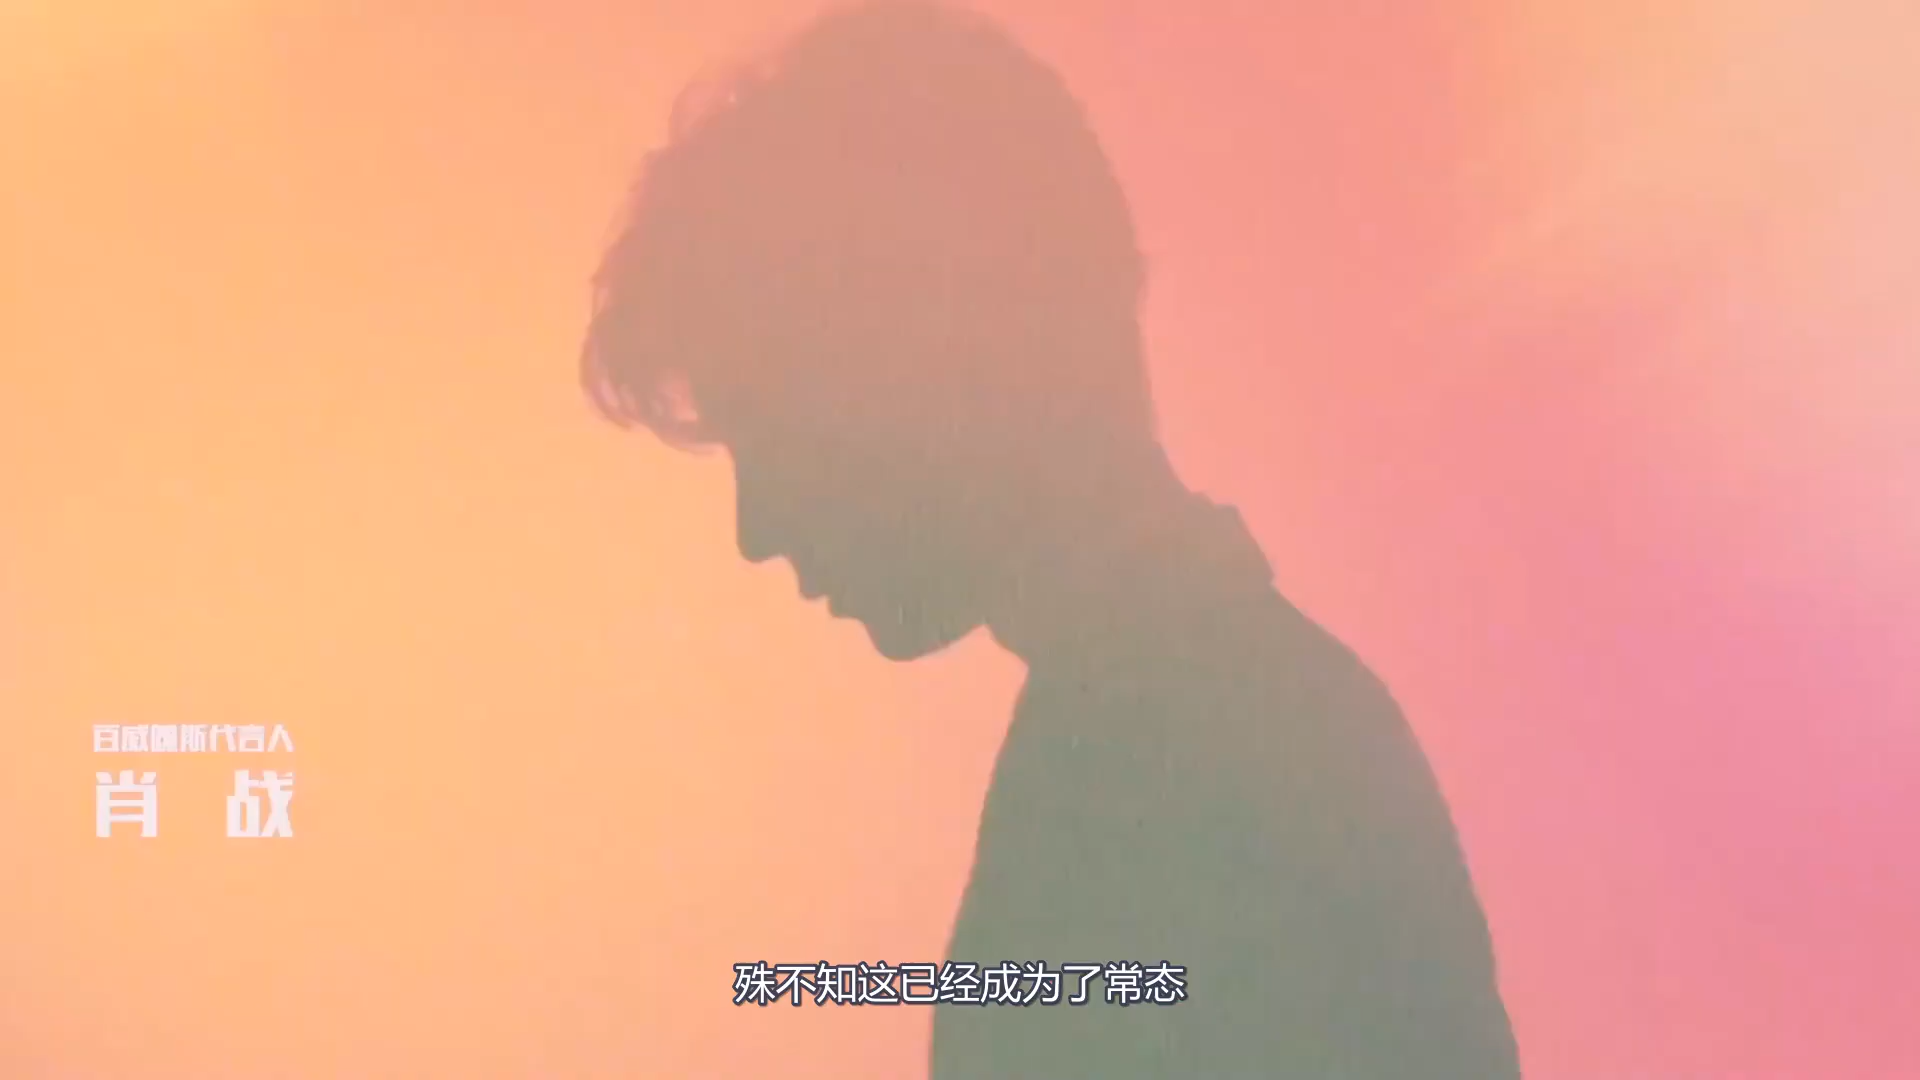 百威啤斯代言人
肖 战
殊不知这已经成为了常态